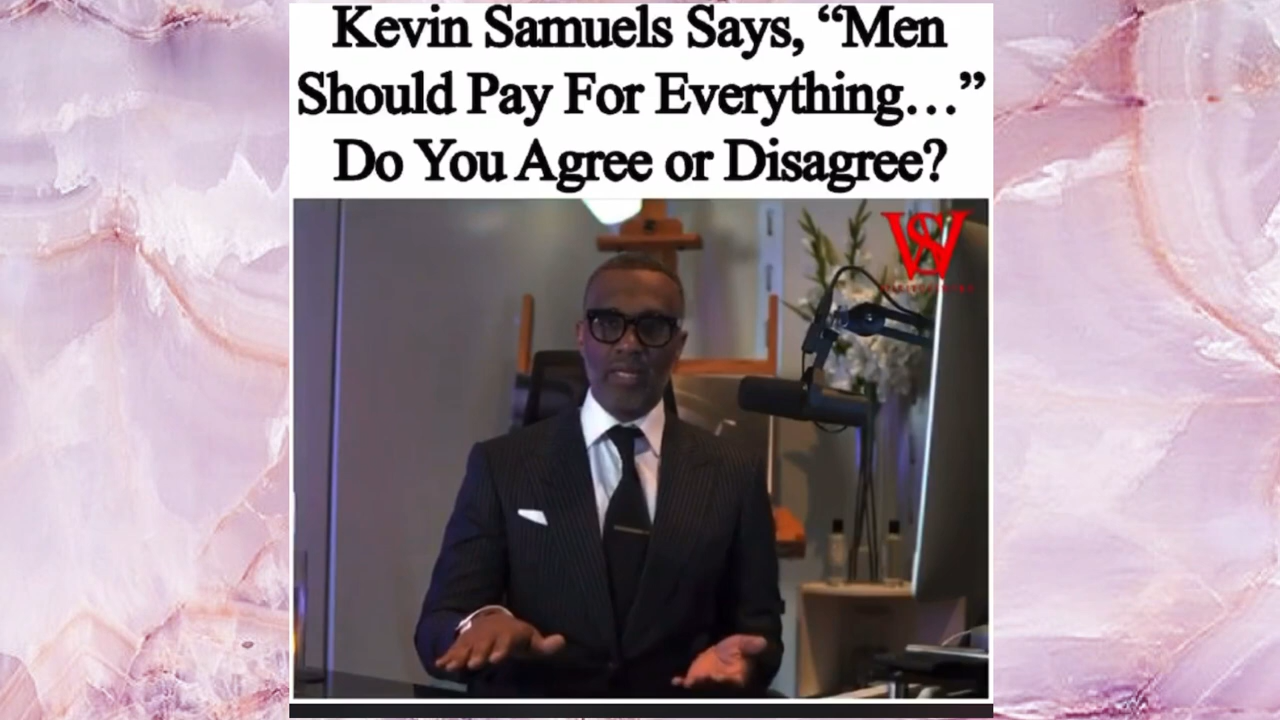 Kevin Samuels Says, “Men
Should Pay For Everything…”
Do You Agree or Disagree?